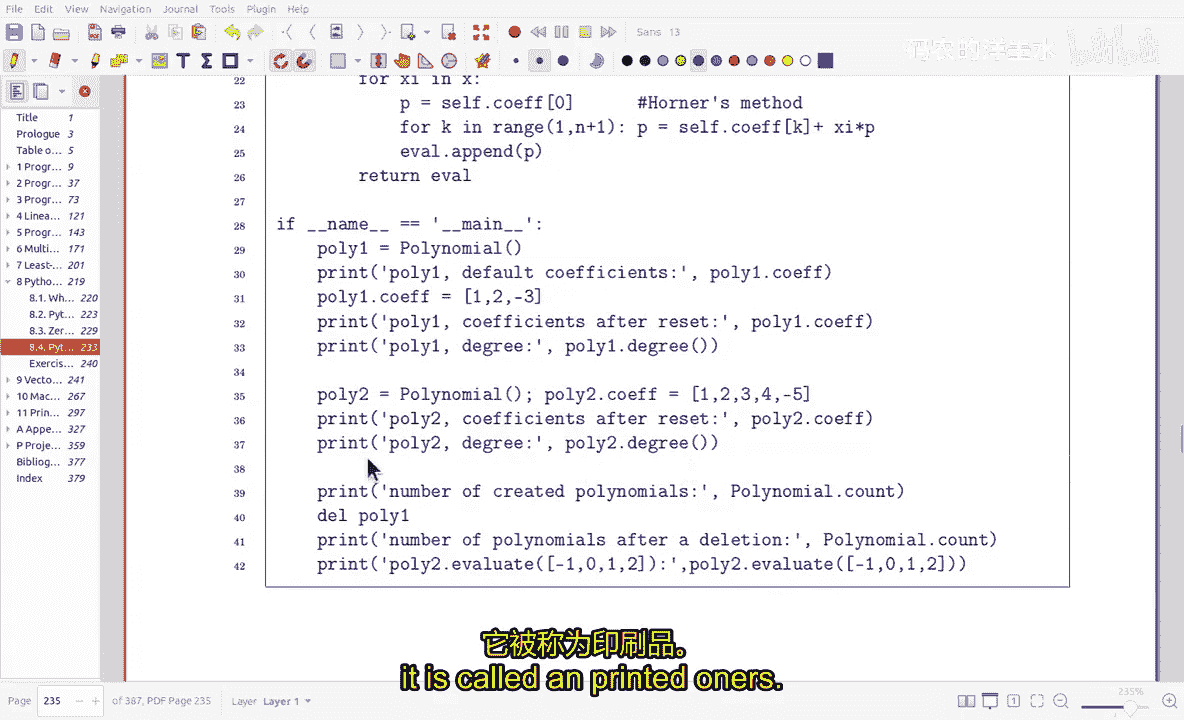 File Edit View Navigation Journal Tools Plugin Help
Sans 13
Title 1
Prologue 3
Table o... 5
1 Progr... 9
2 Progr... 37
3 Progr... 73
4 Linea... 121
5 Progr... 143
6 Multi... 171
7 Least-... 201
8 Pytho... 219
8.1. Wh... 220
8.2. Pyt... 223
8.3. Zer... 229
8.4. Pyt... 233
Exercis... 240
9 Vecto... 241
10 Mac... 267
11 Prin... 297
A Appe... 327
P Proje... 359
Bibliog... 377
Index 379
22 for xi in x:
23 p = self.coeff[0] #Horner's method
24 for k in range(1,n+1): p = self.coeff[k]+ xi*p
25 eval.append(p)
26 return eval
27
28 if __name__ == '__main__':
29 poly1 = Polynomial()
30 print('poly1, default coefficients:', poly1.coeff)
31 poly1.coeff = [1,2,-3]
32 print('poly1, coefficients after reset:', poly1.coeff)
33 print('poly1, degree:', poly1.degree())
34
35 poly2 = Polynomial(); poly2.coeff = [1,2,3,4,-5]
36 print('poly2, coefficients after reset:', poly2.coeff)
37 print('poly2, degree:', poly2.degree())
38
39 print('number of created polynomials:', Polynomial.count)
40 del poly1
41 print('number of polynomials after a deletion:', Polynomial.count)
42 print('poly2.evaluate([-1,0,1,2]):',poly2.evaluate([-1,0,1,2]))
它被称为印刷品。
it is called an printed oners.
Page 235 of 387, PDF Page 235 Layer Layer 1 235%